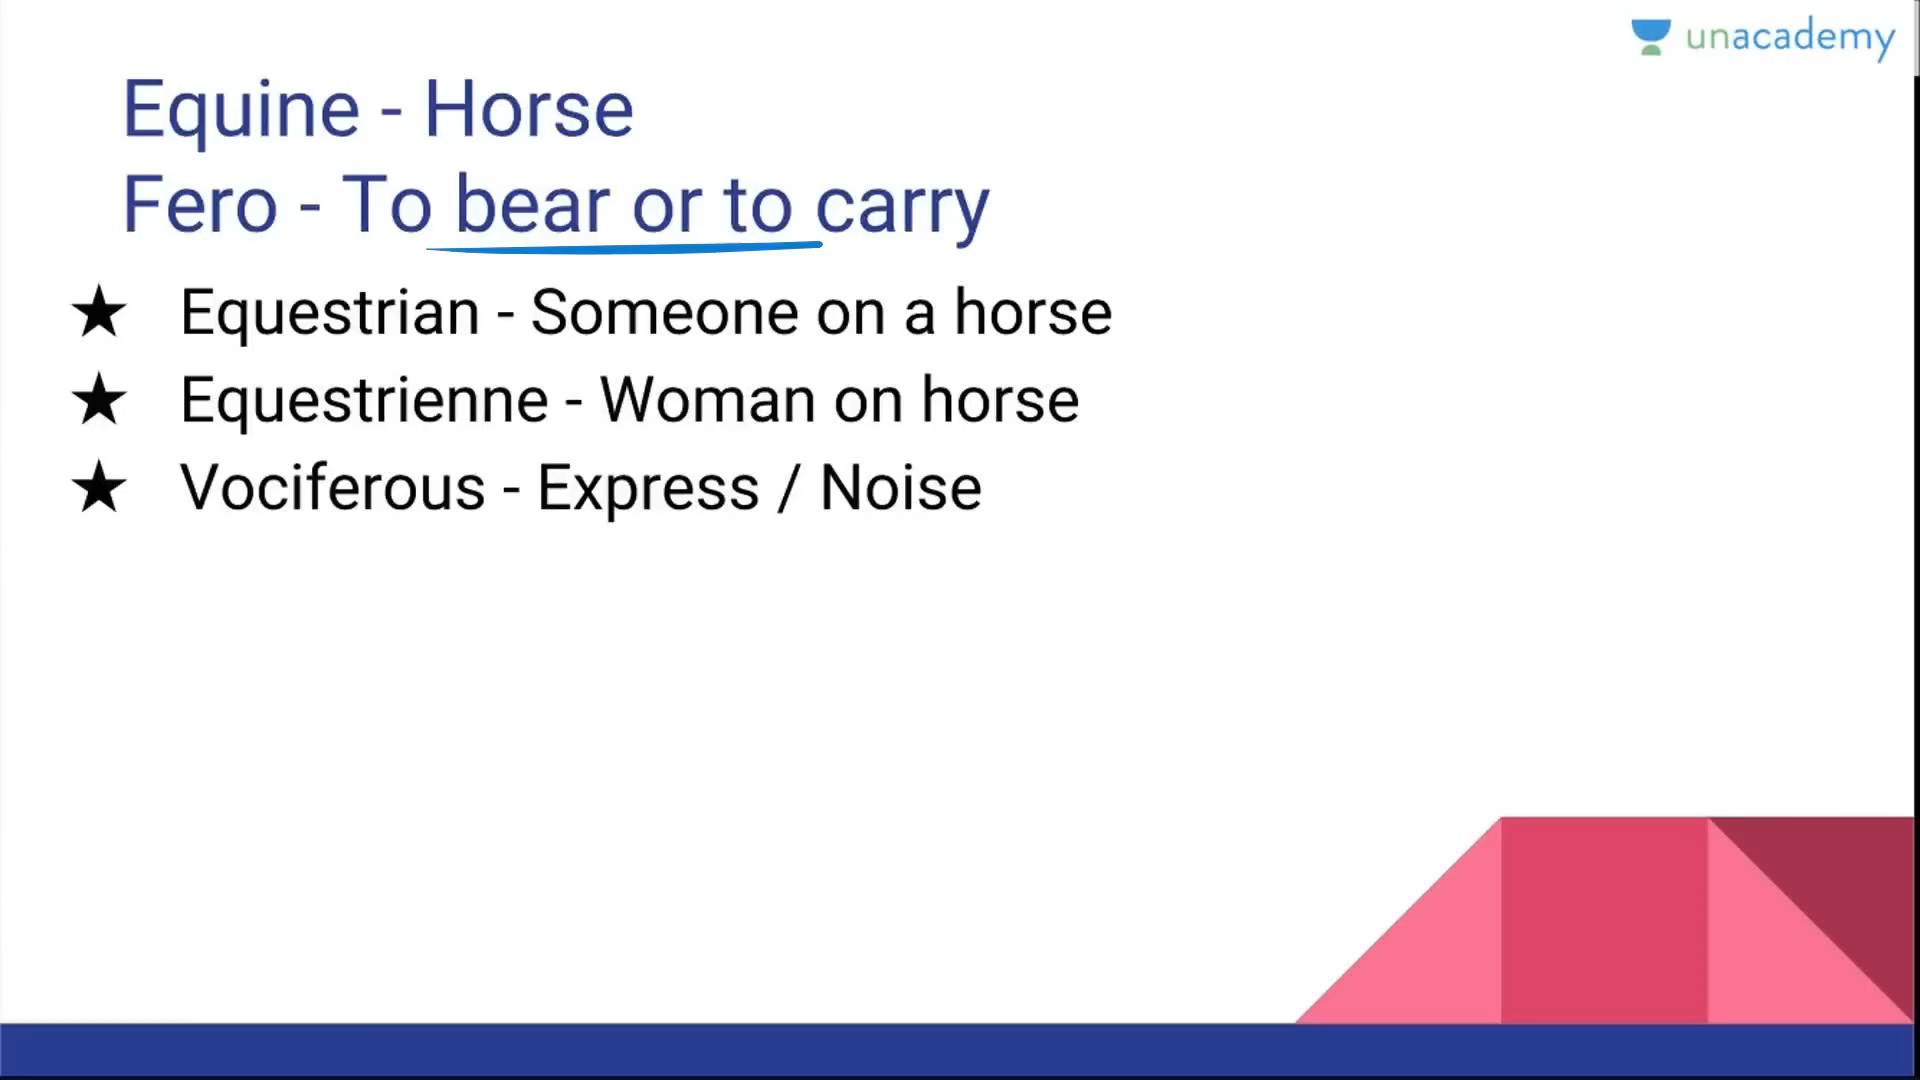 unacademy
Equine - Horse
Fero - To bear or to carry
★ Equestrian - Someone on a horse
★ Equestrienne - Woman on horse
★ Vociferous - Express / Noise